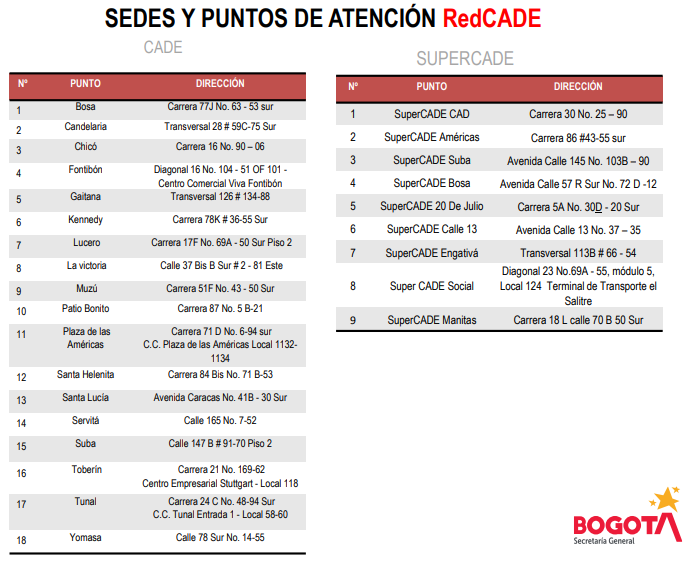 SEDES Y PUNTOS DE ATENCIÓN RedCADE
CADE
Nº PUNTO DIRECCIÓN
1 Bosa Carrera 77J No. 63 - 53 sur
2 Candelaria Transversal 28 # 59C-75 Sur
3 Chicó Carrera 16 No. 90 – 06
4 Fontibón Diagonal 16 No. 104 - 51 OF 101 -
Centro Comercial Viva Fontibón
5 Gaitana Transversal 126 # 134-88
6 Kennedy Carrera 78K # 36-55 Sur
7 Lucero Carrera 17F No. 69A - 50 Sur Piso 2
8 La victoria Calle 37 Bis B Sur # 2 - 81 Este
9 Muzú Carrera 51F No. 43 - 50 Sur
10 Patio Bonito Carrera 87 No. 5 B-21
11 Plaza de las Carrera 71 D No. 6-94 sur
Américas C.C. Plaza de las Américas Local 1132-
1134
12 Santa Helenita Carrera 84 Bis No. 71 B-53
13 Santa Lucía Avenida Caracas No. 41B - 30 Sur
14 Servitá Calle 165 No. 7-52
15 Suba Calle 147 B # 91-70 Piso 2
16 Toberín Carrera 21 No. 169-62
Centro Empresarial Stuttgart - Local 118
17 Tunal Carrera 24 C No. 48-94 Sur
C.C. Tunal Entrada 1 - Local 58-60
18 Yomasa Calle 78 Sur No. 14-55
SUPERCADE
Nº PUNTO DIRECCIÓN
1 SuperCADE CAD Carrera 30 No. 25 – 90
2 SuperCADE Américas Carrera 86 #43-55 sur
3 SuperCADE Suba Avenida Calle 145 No. 103B – 90
4 SuperCADE Bosa Avenida Calle 57 R Sur No. 72 D -12
5 SuperCADE 20 De Julio Carrera 5A No. 30D - 20 Sur
6 SuperCADE Calle 13 Avenida Calle 13 No. 37 – 35
7 SuperCADE Engativá Transversal 113B # 66 - 54
8 Super CADE Social Diagonal 23 No.69A - 55, módulo 5,
Local 124 Terminal de Transporte el
Salitre
9 SuperCADE Manitas Carrera 18 L calle 70 B 50 Sur
BOGOTA
Secretaría General